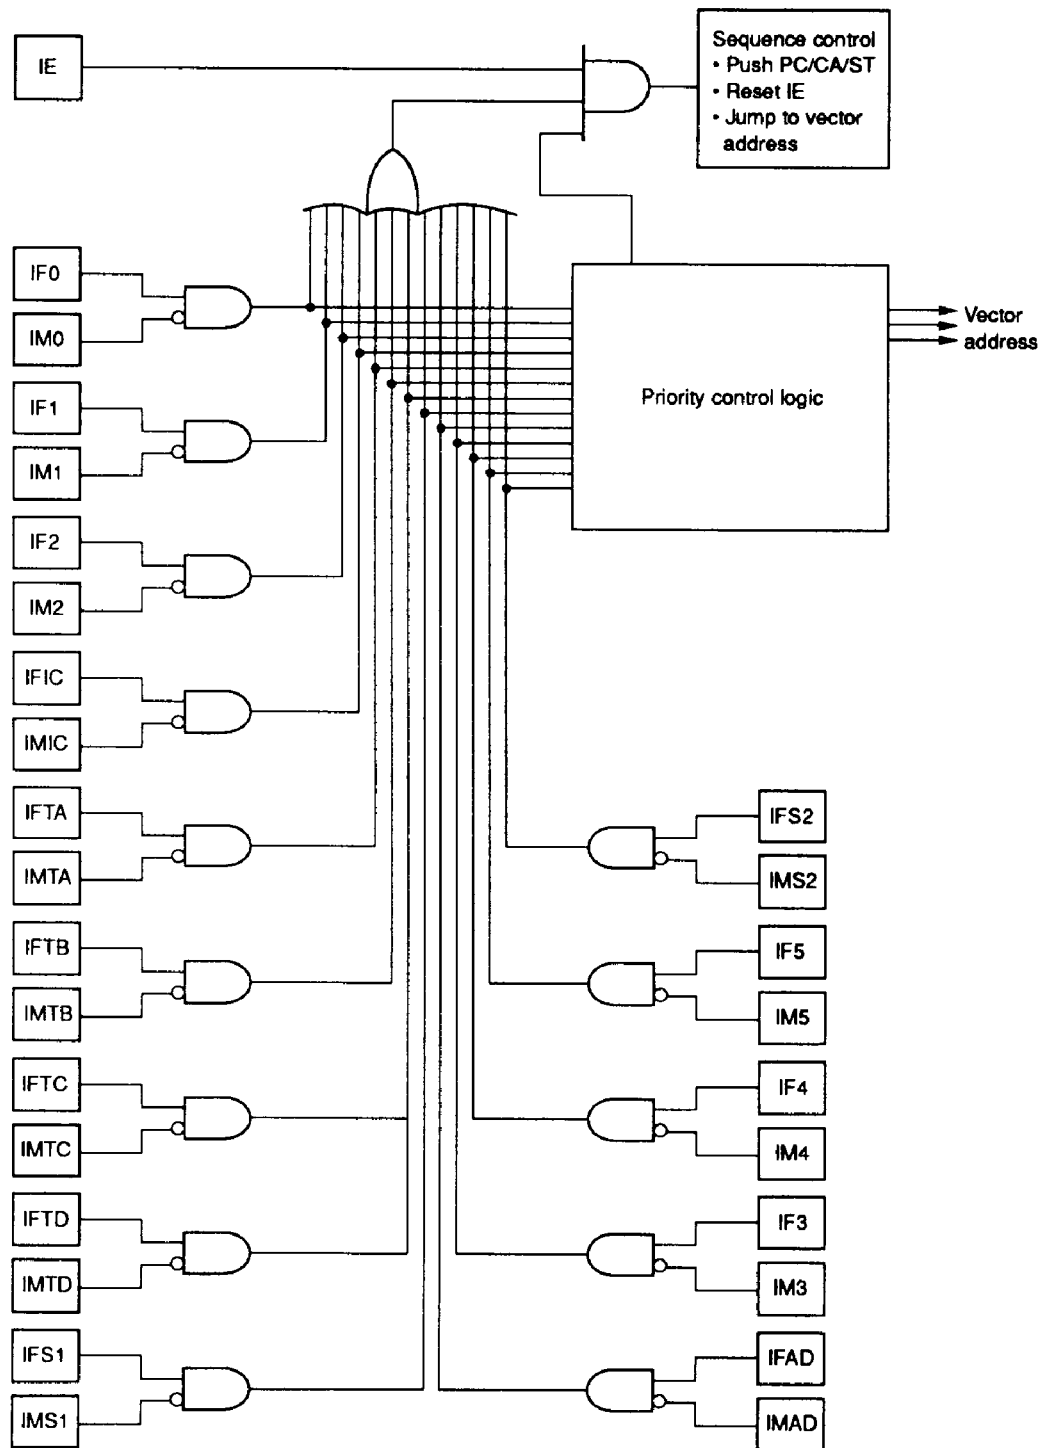 IE
Sequence control
• Push PC/CA/ST
• Reset IE
• Jump to vector
address
IF0
IM0
Vector
address
Priority control logic
IF1
IM1
IF2
IM2
IFIC
IMIC
IFTA
IMTA
IFS2
IMS2
IFTB
IMTB
IF5
IM5
IFTC
IMTC
IF4
IM4
IFTD
IMTD
IF3
IM3
IFS1
IMS1
IFAD
IMAD